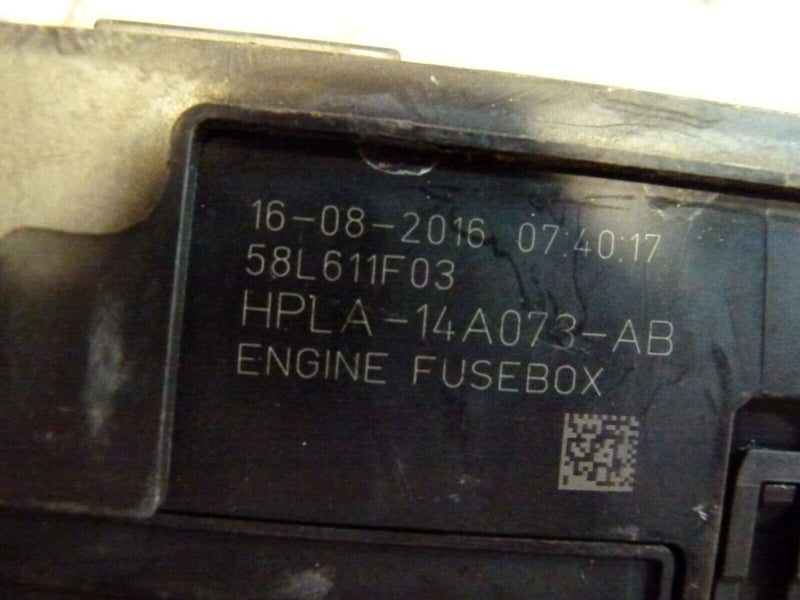 16-08-2016 07:40:17
58L611F03
HPLA-14A073-AB
ENGINE FUSEBOX